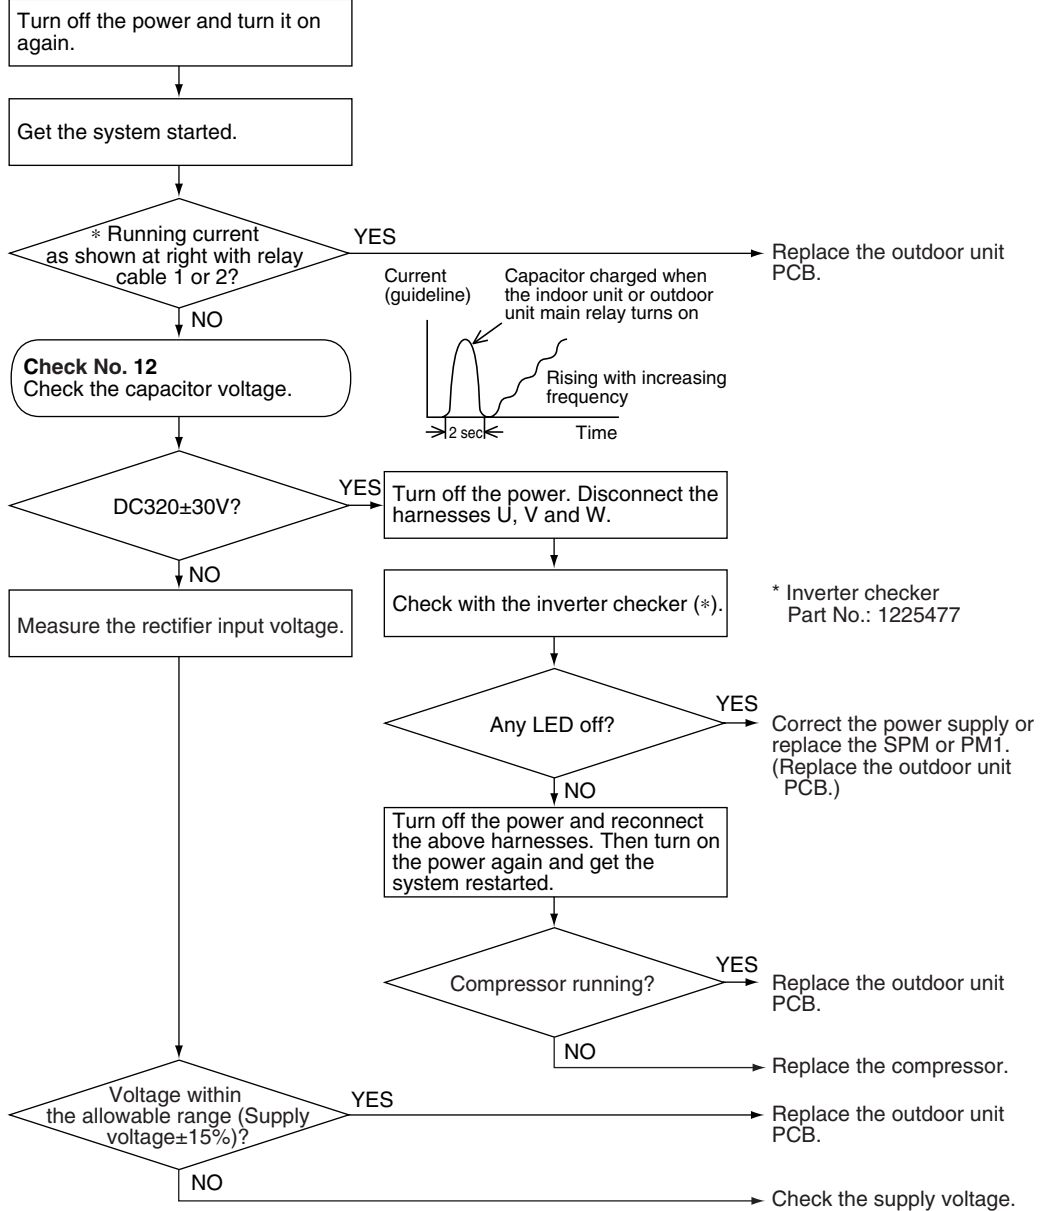 Turn off the power and turn it on
again.
Get the system started.
* Running current
as shown at right with relay
cable 1 or 2?
YES
Replace the outdoor unit
PCB.
NO
Current
(guideline)
Capacitor charged when
the indoor unit or outdoor
unit main relay turns on
Rising with increasing
frequency
2 sec
Time
Check No. 12
Check the capacitor voltage.
DC320±30V?
YES
Turn off the power. Disconnect the
harnesses U, V and W.
NO
Measure the rectifier input voltage.
Check with the inverter checker (*).
* Inverter checker
Part No.: 1225477
Any LED off?
YES
Correct the power supply or
replace the SPM or PM1.
(Replace the outdoor unit
PCB.)
NO
Turn off the power and reconnect
the above harnesses. Then turn on
the power again and get the
system restarted.
Compressor running?
YES
Replace the outdoor unit
PCB.
NO
Replace the compressor.
Voltage within
the allowable range (Supply
voltage±15%)?
YES
Replace the outdoor unit
PCB.
NO
Check the supply voltage.